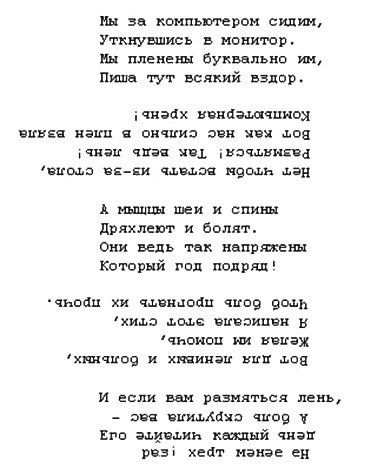 Мы за компьютером сидим,
Уткнувшись в монитор.
Мы пленены буквально им,
Пиша тут всякий вздор.
Нет чтобы встать из-за стола,
Размяться! Так ведь лень!
Вот как нас сильно в плен взяла
Компьютерная хрень!
А мышцы шеи и спины
Дряхлеют и болят.
Они ведь так напряжены
Который год подряд!
Вот для ленивых и больных,
Желая им помочь,
Я написала этот стих,
Чтоб боль прогнать их прочь.
И если вам размяться лень,
А боль скрутила вас –
Его читайте каждый день
Не менее трех раз!